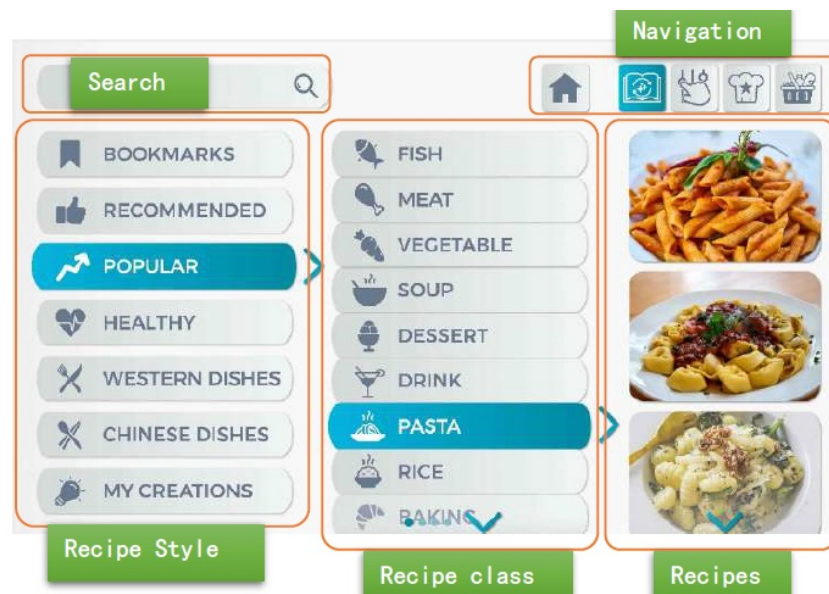 Navigation
Search
BOOKMARKS
RECOMMENDED
POPULAR
HEALTHY
WESTERN DISHES
CHINESE DISHES
MY CREATIONS
Recipe Style
FISH
MEAT
VEGETABLE
SOUP
DESSERT
DRINK
PASTA
RICE
BAKING
Recipe class
Recipes